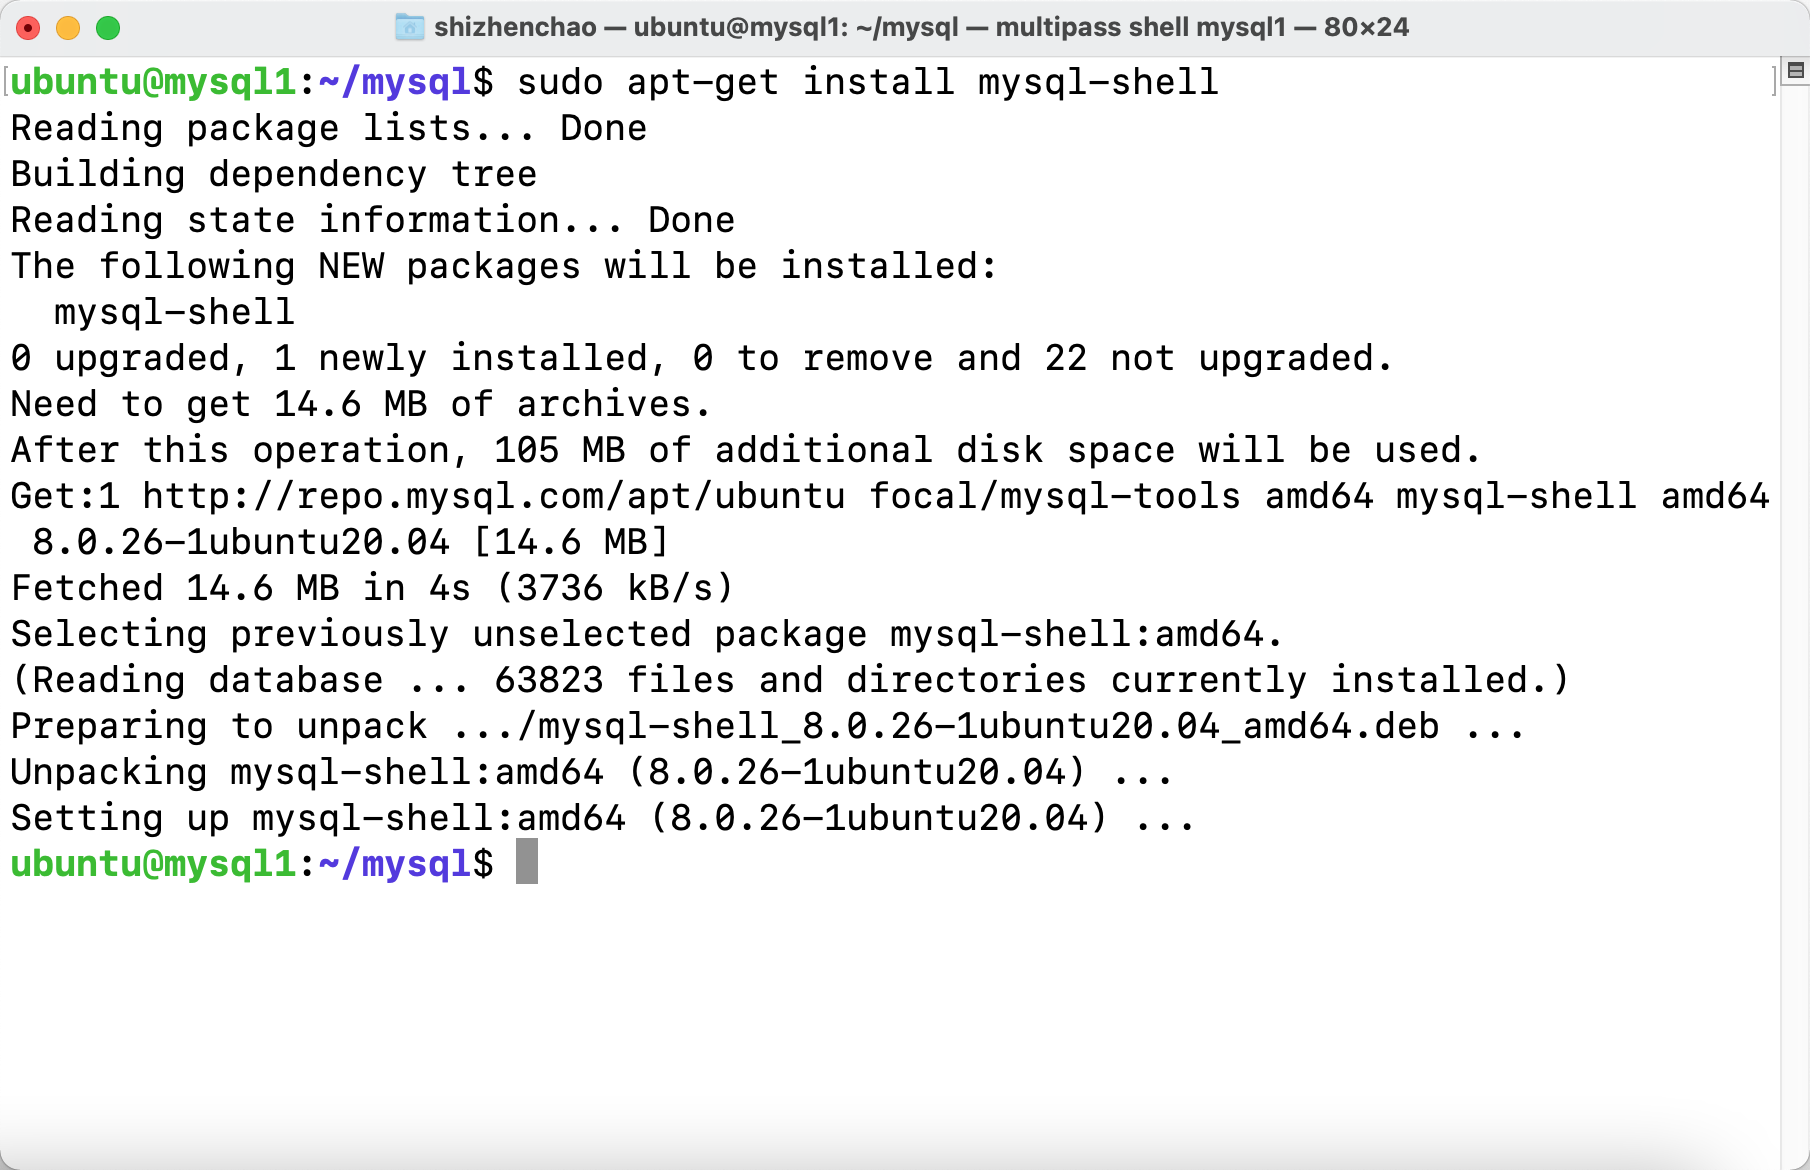 shizhenchao — ubuntu@mysql1: ~/mysql — multipass shell mysql1 — 80×24
ubuntu@mysql1:~/mysql$ sudo apt-get install mysql-shell
Reading package lists... Done
Building dependency tree
Reading state information... Done
The following NEW packages will be installed:
  mysql-shell
0 upgraded, 1 newly installed, 0 to remove and 22 not upgraded.
Need to get 14.6 MB of archives.
After this operation, 105 MB of additional disk space will be used.
Get:1 http://repo.mysql.com/apt/ubuntu focal/mysql-tools amd64 mysql-shell amd64
 8.0.26-1ubuntu20.04 [14.6 MB]
Fetched 14.6 MB in 4s (3736 kB/s)
Selecting previously unselected package mysql-shell:amd64.
(Reading database ... 63823 files and directories currently installed.)
Preparing to unpack .../mysql-shell_8.0.26-1ubuntu20.04_amd64.deb ...
Unpacking mysql-shell:amd64 (8.0.26-1ubuntu20.04) ...
Setting up mysql-shell:amd64 (8.0.26-1ubuntu20.04) ...
ubuntu@mysql1:~/mysql$